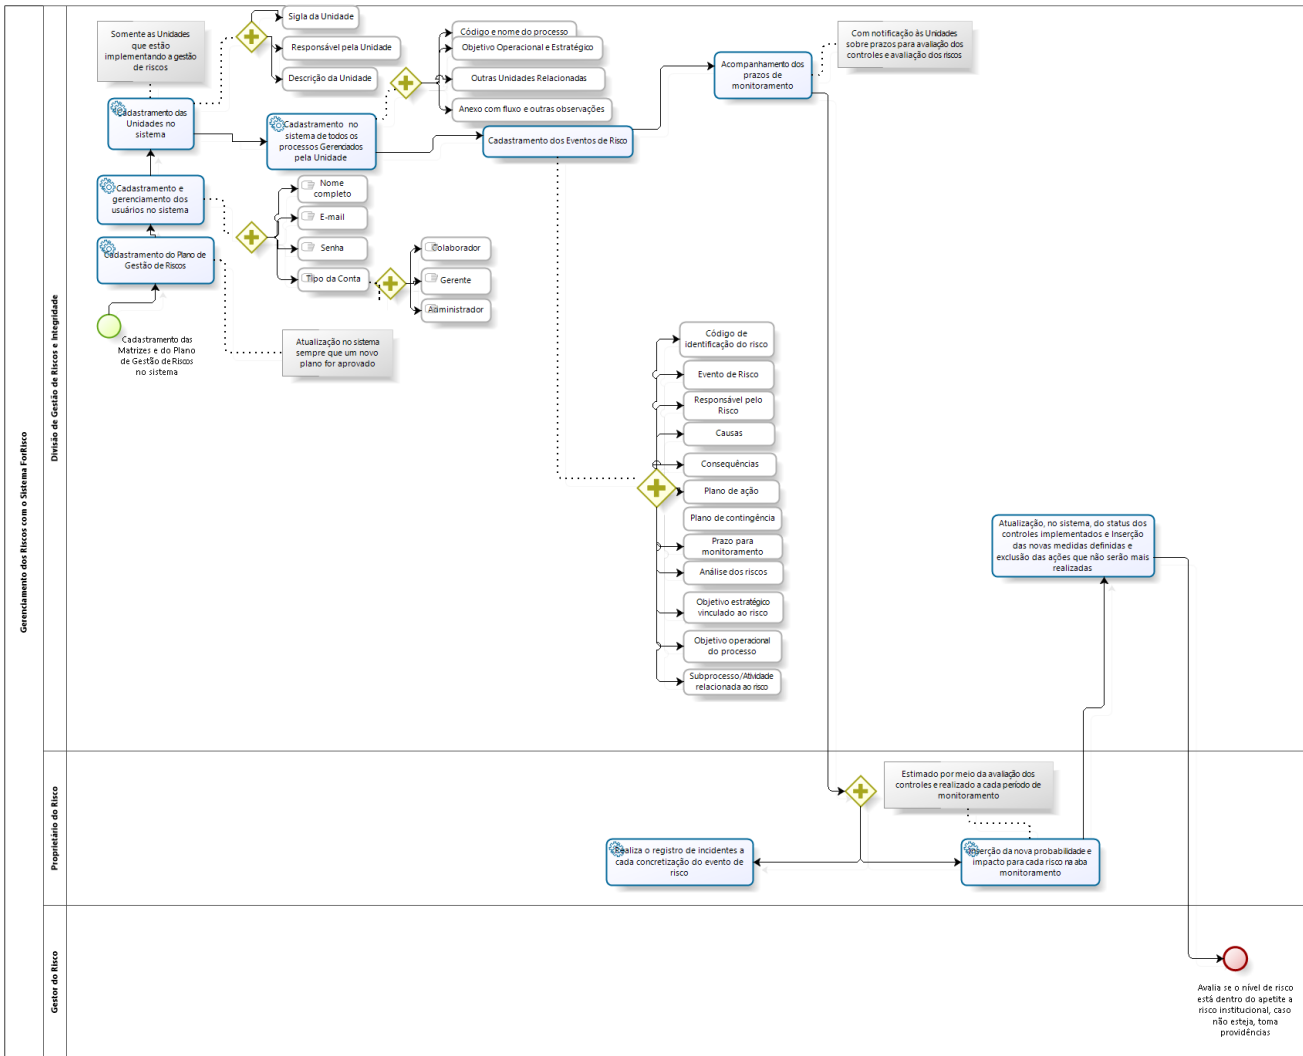 Gerenciamento dos Riscos com o Sistema ForRisco
Divisão de Gestão de Riscos e Integridade
Somente as Unidades
que estão
implementando a gestão
de riscos
Sigla da Unidade
Responsável pela Unidade
Descrição da Unidade
Código e nome do processo
Objetivo Operacional e Estratégico
Outras Unidades Relacionadas
Anexo com fluxo e outras observações
Com notificação às Unidades
sobre prazos para avaliação dos
controles e avaliação dos riscos
Acompanhamento dos
prazos de
monitoramento
Cadastramento das
Unidades no
sistema
Cadastramento no
sistema de todos os
processos Gerenciados
pela Unidade
Cadastramento dos Eventos de Risco
Cadastramento e
gerenciamento dos
usuários no sistema
Nome
completo
E-mail
Senha
Tipo da Conta
Colaborador
Gerente
Administrador
Cadastramento do Plano de
Gestão de Riscos
Cadastramento das
Matrizes e do Plano
de Gestão de Riscos
no sistema
Atualização no sistema
sempre que um novo
plano for aprovado
Código de
identificação do risco
Evento de Risco
Responsável pelo
Risco
Causas
Consequências
Plano de ação
Plano de contingência
Prazo para
monitoramento
Análise dos riscos
Objetivo estratégico
vinculado ao risco
Objetivo operacional
do processo
Subprocesso/Atividade
relacionada ao risco
Atualização, no sistema, do status dos
controles implementados e Inserção
das novas medidas definidas e
exclusão das ações que não serão mais
realizadas
Proprietário do Risco
Estimado por meio da avaliação dos
controles e realizado a cada período de
monitoramento
Realiza o registro de incidentes a
cada concretização do evento de
risco
Inserção da nova probabilidade e
impacto para cada risco na aba
monitoramento
Gestor do Risco
Avalia se o nível de risco
está dentro do apetite a
risco institucional, caso
não esteja, toma
providências